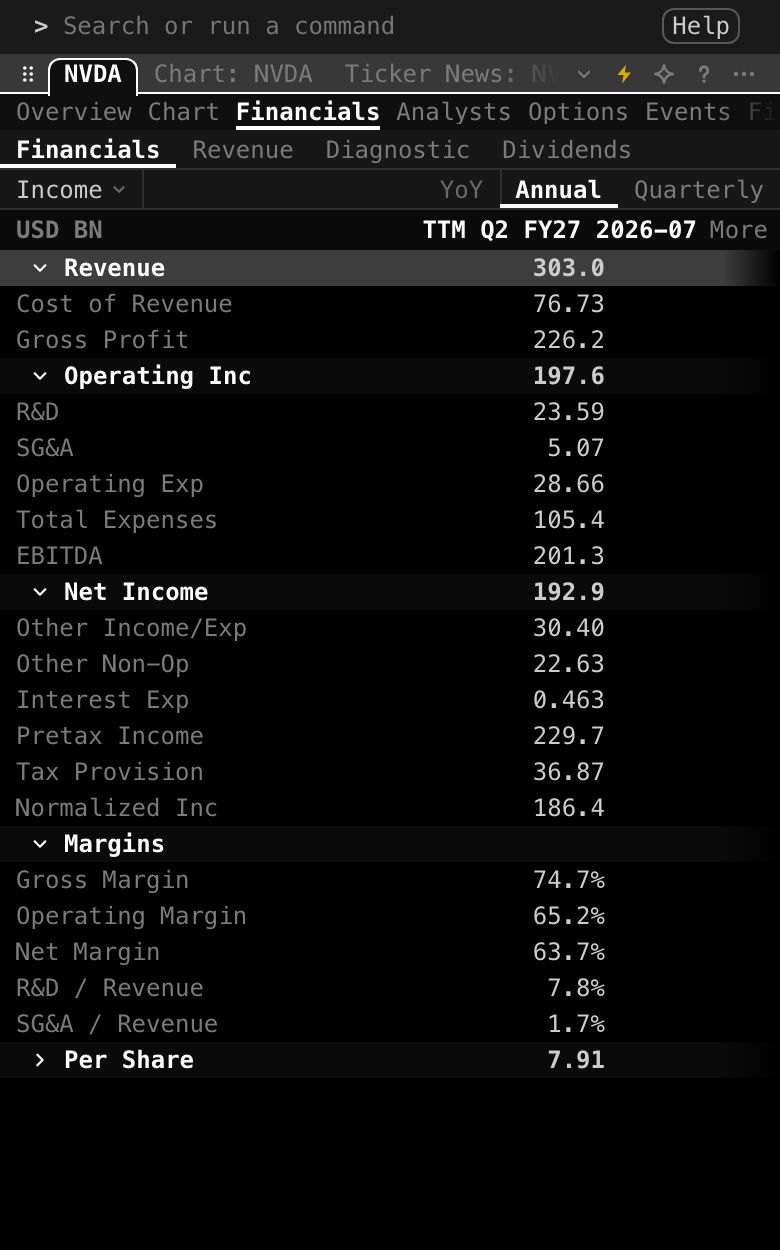 > Search or run a command Help
NVDA Chart: NVDA Ticker News: NV ? ...
Overview Chart Financials Analysts Options Events Fi
Financials Revenue Diagnostic Dividends
Income YoY Annual Quarterly
USD BN TTM Q2 FY27 2026-07 More
Revenue 303.0
Cost of Revenue 76.73
Gross Profit 226.2
Operating Inc 197.6
R&D 23.59
SG&A 5.07
Operating Exp 28.66
Total Expenses 105.4
EBITDA 201.3
Net Income 192.9
Other Income/Exp 30.40
Other Non-Op 22.63
Interest Exp 0.463
Pretax Income 229.7
Tax Provision 36.87
Normalized Inc 186.4
Margins
Gross Margin 74.7%
Operating Margin 65.2%
Net Margin 63.7%
R&D / Revenue 7.8%
SG&A / Revenue 1.7%
Per Share 7.91